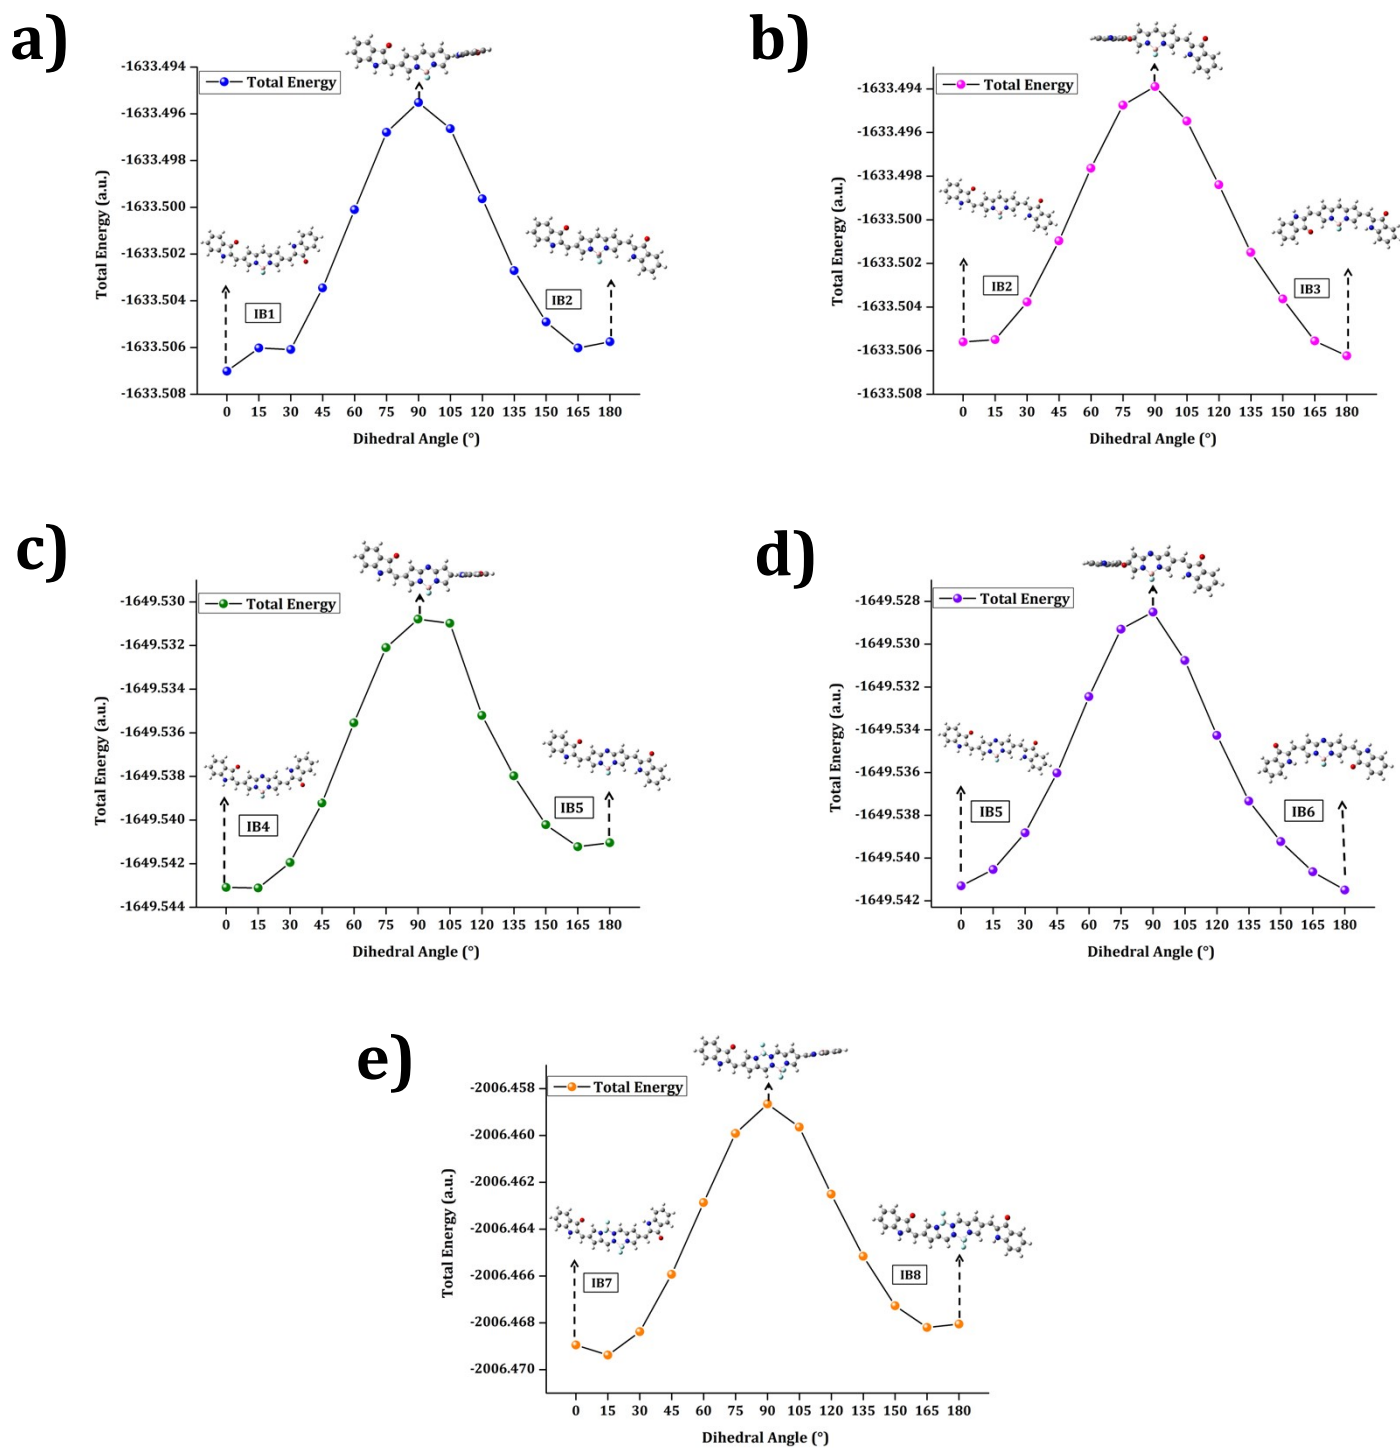 a)
Total Energy
Total Energy (a.u.)
-1633.494
-1633.496
-1633.498
-1633.500
-1633.502
-1633.504
-1633.506
-1633.508
IB1
IB2
0 15 30 45 60 75 90 105 120 135 150 165 180
Dihedral Angle (°)
b)
Total Energy
Total Energy (a.u.)
-1633.494
-1633.496
-1633.498
-1633.500
-1633.502
-1633.504
-1633.506
-1633.508
IB2
IB3
0 15 30 45 60 75 90 105 120 135 150 165 180
Dihedral Angle (°)
c)
Total Energy
Total Energy (a.u.)
-1649.530
-1649.532
-1649.534
-1649.536
-1649.538
-1649.540
-1649.542
-1649.544
IB4
IB5
0 15 30 45 60 75 90 105 120 135 150 165 180
Dihedral Angle (°)
d)
Total Energy
Total Energy (a.u.)
-1649.528
-1649.530
-1649.532
-1649.534
-1649.536
-1649.538
-1649.540
-1649.542
IB5
IB6
0 15 30 45 60 75 90 105 120 135 150 165 180
Dihedral Angle (°)
e)
Total Energy
Total Energy (a.u.)
-2006.458
-2006.460
-2006.462
-2006.464
-2006.466
-2006.468
-2006.470
IB7
IB8
0 15 30 45 60 75 90 105 120 135 150 165 180
Dihedral Angle (°)